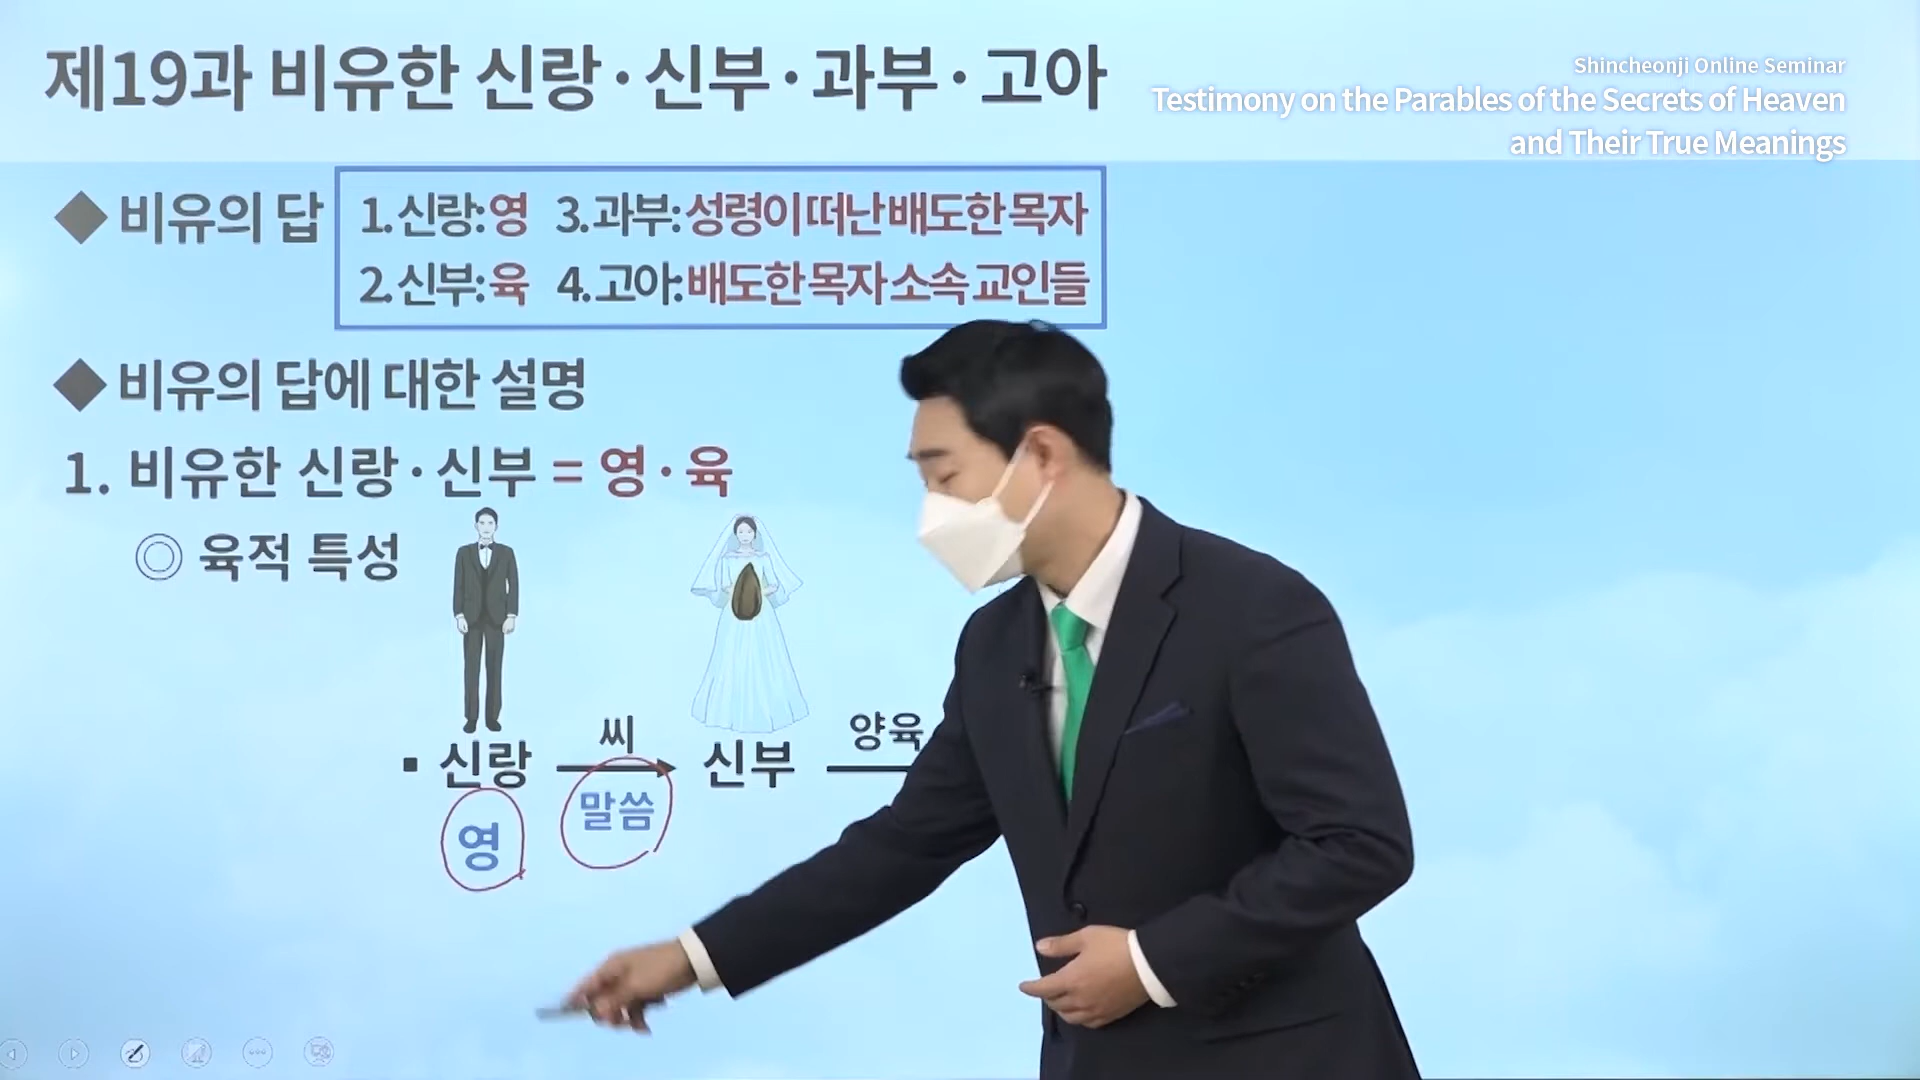 제19과 비유한 신랑·신부·과부·고아
Shincheonji Online Seminar
Testimony on the Parables of the Secrets of Heaven
and Their True Meanings
◆ 비유의 답
1. 신랑: 영 3. 과부: 성령이 떠난 배도한 목자
2. 신부: 육 4. 고아: 배도한 목자 소속 교인들
◆ 비유의 답에 대한 설명
1. 비유한 신랑·신부 = 영·육
◎ 육적 특성
▪ 신랑 씨 신부 양육
영 말씀